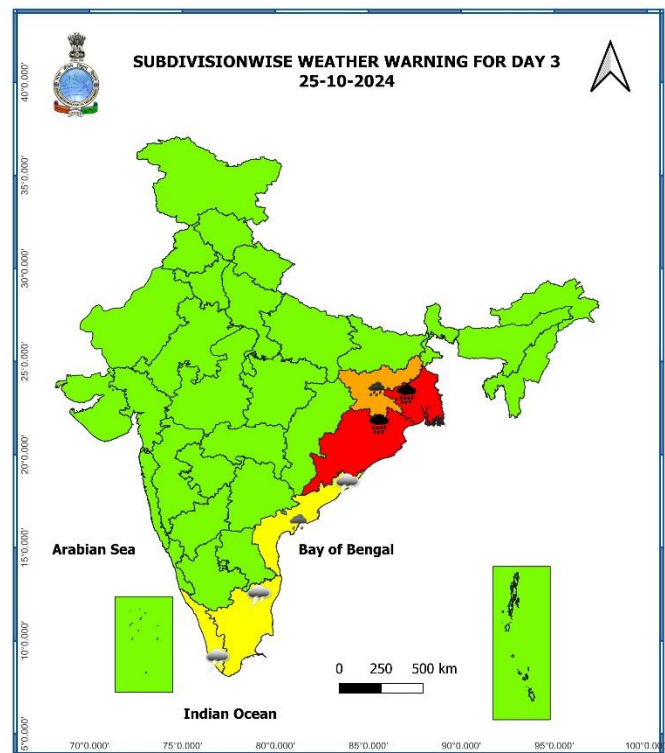 SUBDIVISIONWISE WEATHER WARNING FOR DAY 3
25-10-2024
40°0.000'
35°0.000'
30°0.000'
25°0.000'
20°0.000'
15°0.000'
10°0.000'
5°0.000'
Arabian Sea
Bay of Bengal
0 250 500 km
Indian Ocean
70°0.000' 75°0.000' 80°0.000' 85°0.000' 90°0.000' 95°0.000' 100°0.000'